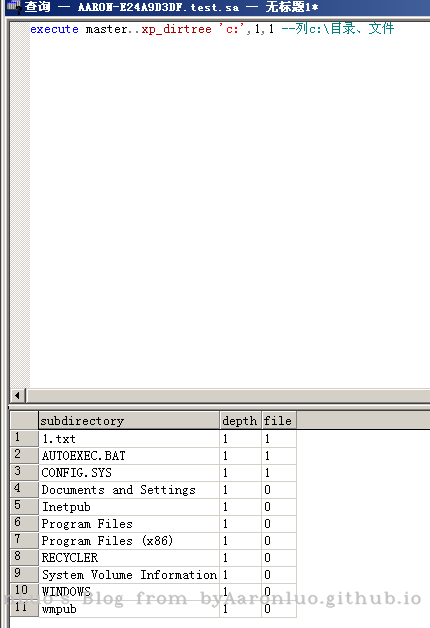 查询 — AARON-E24A9D3DF.test.sa — 无标题1*
execute master..xp_dirtree 'c:',1,1 --列c:\目录、文件
subdirectory depth file
1 1.txt 1 1
2 AUTOEXEC.BAT 1 1
3 CONFIG.SYS 1 1
4 Documents and Settings 1 0
5 Inetpub 1 0
6 Program Files 1 0
7 Program Files (x86) 1 0
8 RECYCLER 1 0
9 System Volume Information 1 0
10 WINDOWS 1 0
's Blog from byAaronluo.github.io
11 wmpub 1 0